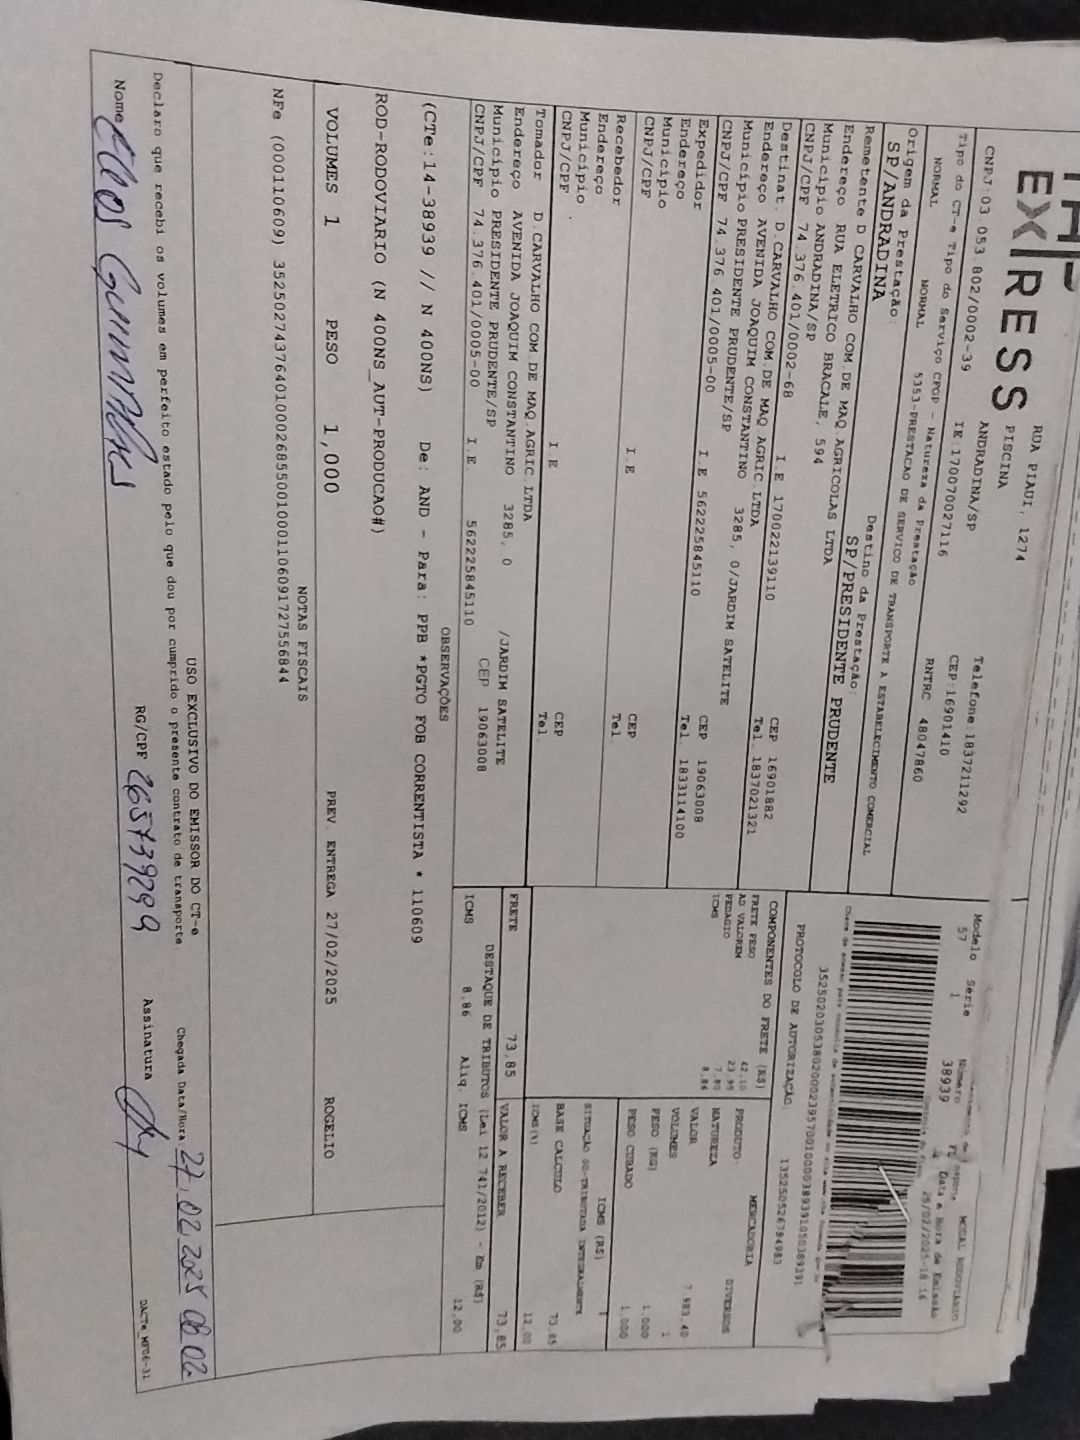 EXPRESS
RUA PIAUI, 1274
PISCINA
ANDRADINA/SP
Telefone 1837211292
CNPJ: 03.053.802/0002-39
IE:170070027116
CEP:16901410
Tipo do CT-e Tipo do Serviço CFOP - Natureza da Prestação
RNTRC 48047860
NORMAL NORMAL 5353-PRESTACAO DE SERVICO DE TRANSPORTE A ESTABELECIMENTO COMERCIAL
Origem da Prestação:
SP/ANDRADINA
Destino da Prestação:
SP/PRESIDENTE PRUDENTE
Remetente D CARVALHO COM.DE MAQ.AGRICOLAS LTDA
Endereço RUA ELETRICO BRACALE, 594
Município ANDRADINA/SP
CEP 16901882
CNPJ/CPF 74.376.401/0002-68 I.E 170022139110
Tel. 1837021321
Destinat. D.CARVALHO COM.DE MAQ.AGRIC.LTDA
Endereço AVENIDA JOAQUIM CONSTANTINO 3285, 0/JARDIM SATELITE
Município PRESIDENTE PRUDENTE/SP
CEP 19063008
CNPJ/CPF 74.376.401/0005-00 I.E 562225845110
Tel. 1833114100
Expedidor
Endereço
Município
CEP
CNPJ/CPF I.E
Tel.
Recebedor
Endereço
Município
CEP
CNPJ/CPF I.E
Tel.
Tomador D.CARVALHO COM.DE MAQ.AGRIC.LTDA
Endereço AVENIDA JOAQUIM CONSTANTINO 3285, 0 /JARDIM SATELITE
Município PRESIDENTE PRUDENTE/SP CEP 19063008
CNPJ/CPF 74.376.401/0005-00 I.E. 562225845110
Modelo Série Número
57 1 38939
Data e Hora de Emissão
PROTOCOLO DE AUTORIZAÇÃO:
COMPONENTES DO FRETE (R$)
FRETE PESO 42,10
AD VALOREM 23,95
PEDAGIO
ICMS 8,86
PRODUTO: MERCADORIA
NATUREZA DIVERSOS
VALOR 7.983,40
VOLUMES 1
PESO (KG) 1,000
PESO CUBADO 1,000
ICMS (R$)
BASE CALCULO 73,85
ICMS(%) 12,00
FRETE 73,85 VALOR A RECEBER 73,85
DESTAQUE DE TRIBUTOS (Lei 12.741/2012) - Em (R$)
ICMS 8,86 Aliq. ICMS 12,00
OBSERVAÇÕES
(CTe:14-38939 // N 400NS) De: AND - Para: PPB *PGTO FOB CORRENTISTA * 110609
ROD-RODOVIARIO (N 400NS_AUT-PRODUCAO#)
VOLUMES 1 PESO 1,000 PREV. ENTREGA 27/02/2025 ROGELIO
NOTAS FISCAIS
NFe (000110609) 35250274376401000268550010001106091727556844
USO EXCLUSIVO DO EMISSOR DO CT-e
Declaro que recebi os volumes em perfeito estado pelo que dou por cumprido o presente contrato de transporte.
Chegada Data/Hora 27,02,2025 08:02
Nome
RG/CPF 265739299
Assinatura